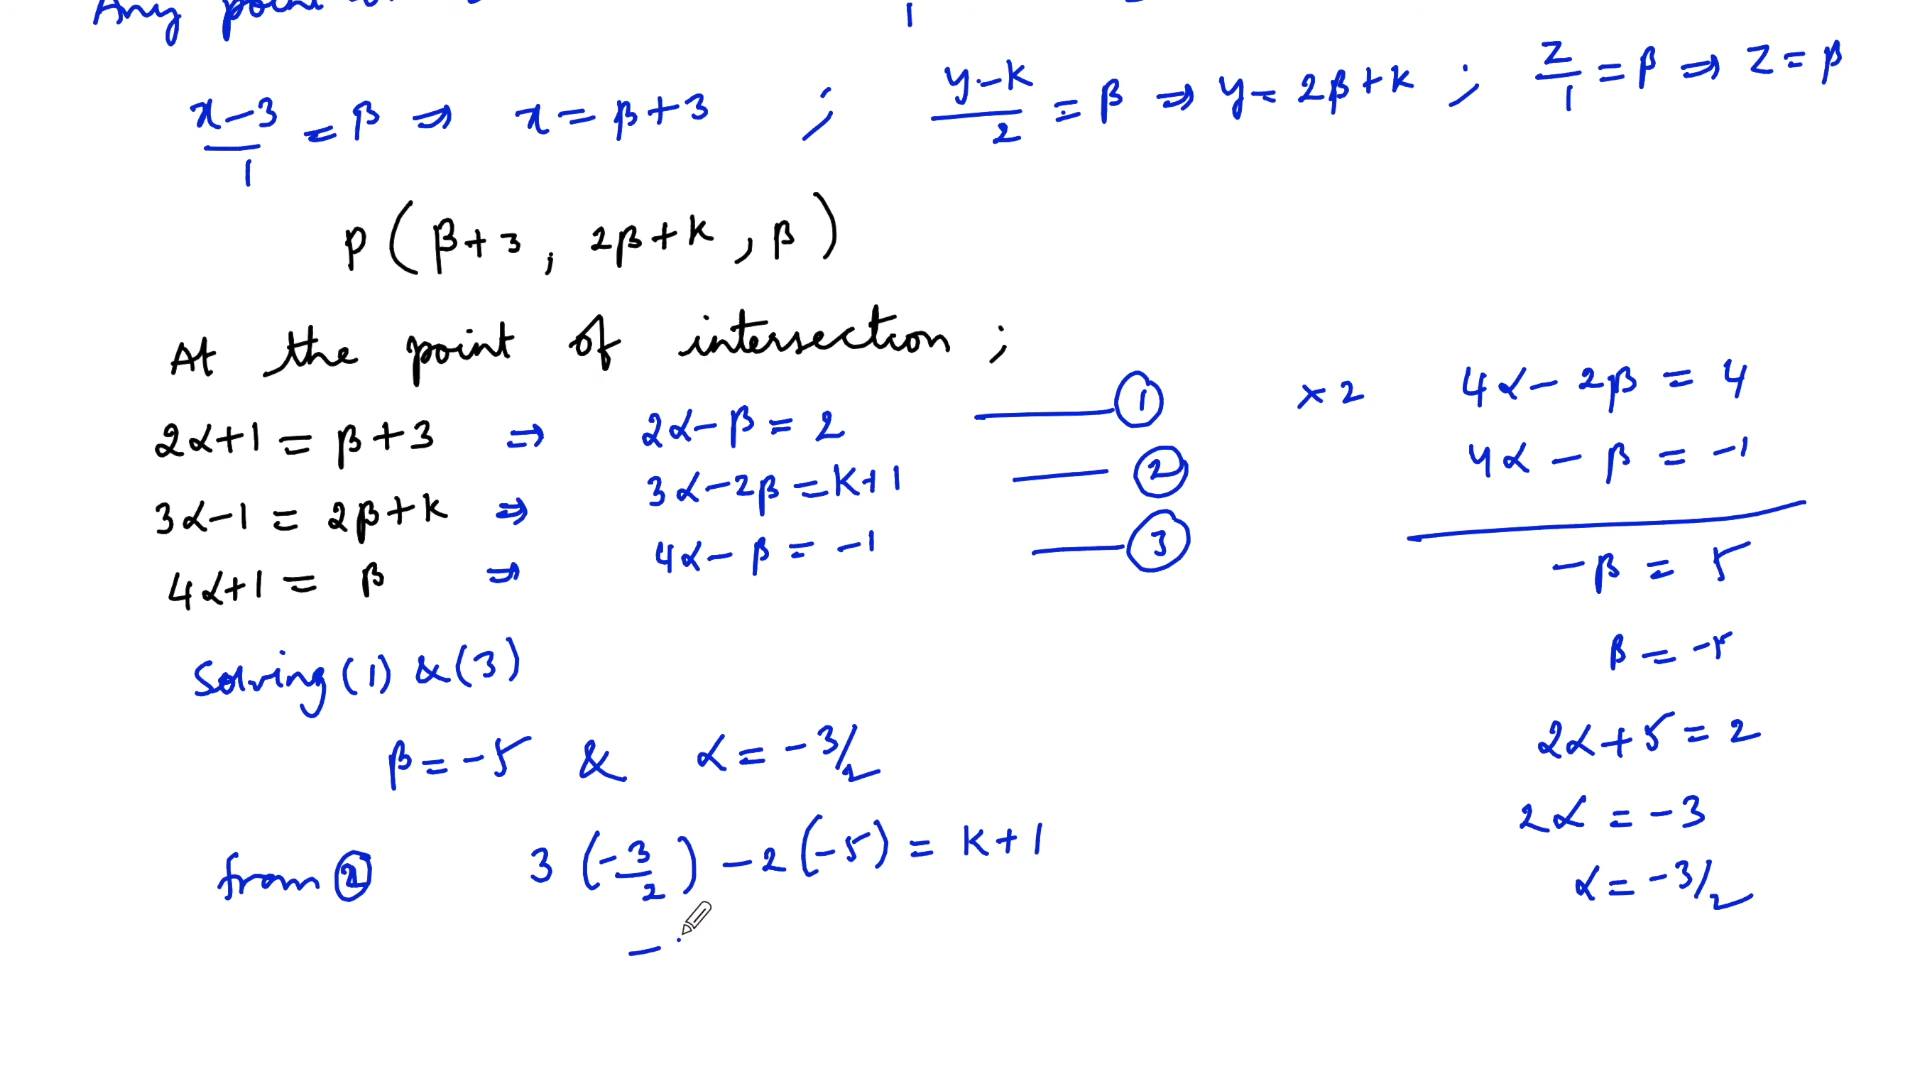 Any point
x-3/1 = β ⇒ x = β+3 ; y-k/2 = β ⇒ y = 2β+k ; z/1 = β ⇒ z = β
P (β+3, 2β+k, β)
At the point of intersection ;
2α+1 = β+3 ⇒ 2α-β = 2 —— ①
3α-1 = 2β+k ⇒ 3α-2β = k+1 —— ②
4α+1 = β ⇒ 4α-β = -1 —— ③
×2 4α-2β = 4
4α-β = -1
-β = 5
β = -5
2α+5 = 2
2α = -3
α = -3/2
Solving (1) & (3)
β = -5 & α = -3/2
from ② 3(-3/2) - 2(-5) = k+1
-